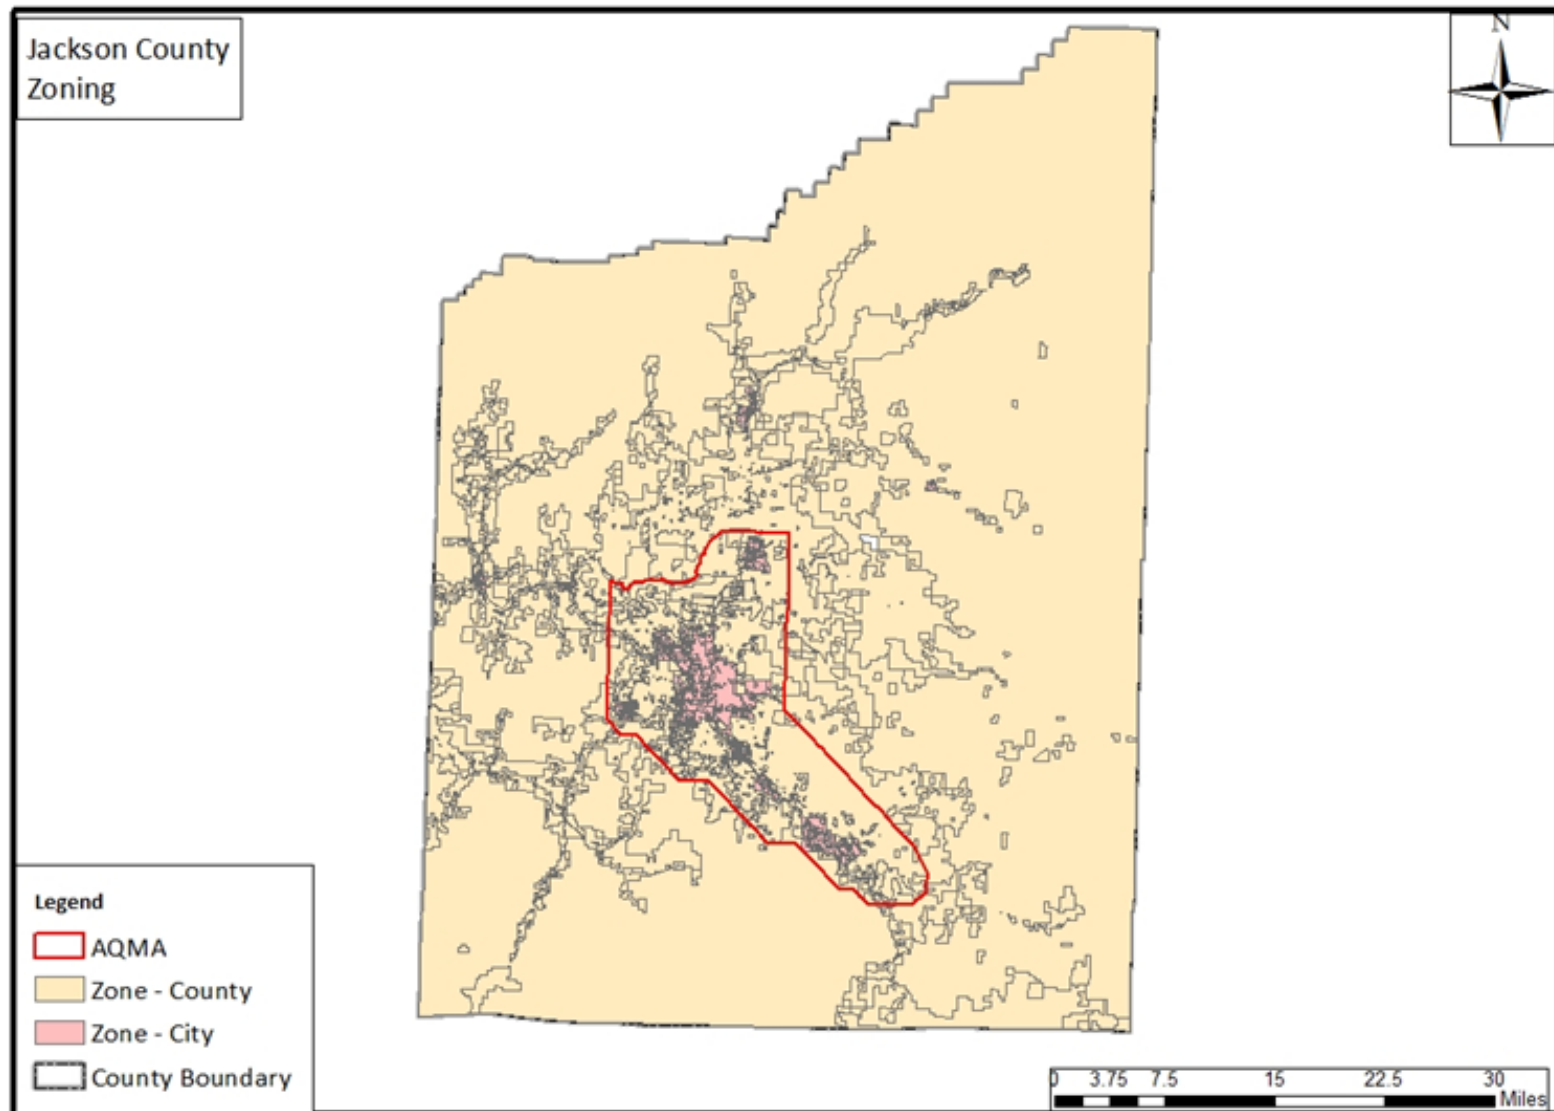 Jackson County
Zoning
N
Legend
AQMA
Zone - County
Zone - City
County Boundary
0 3.75 7.5 15 22.5 30
Miles